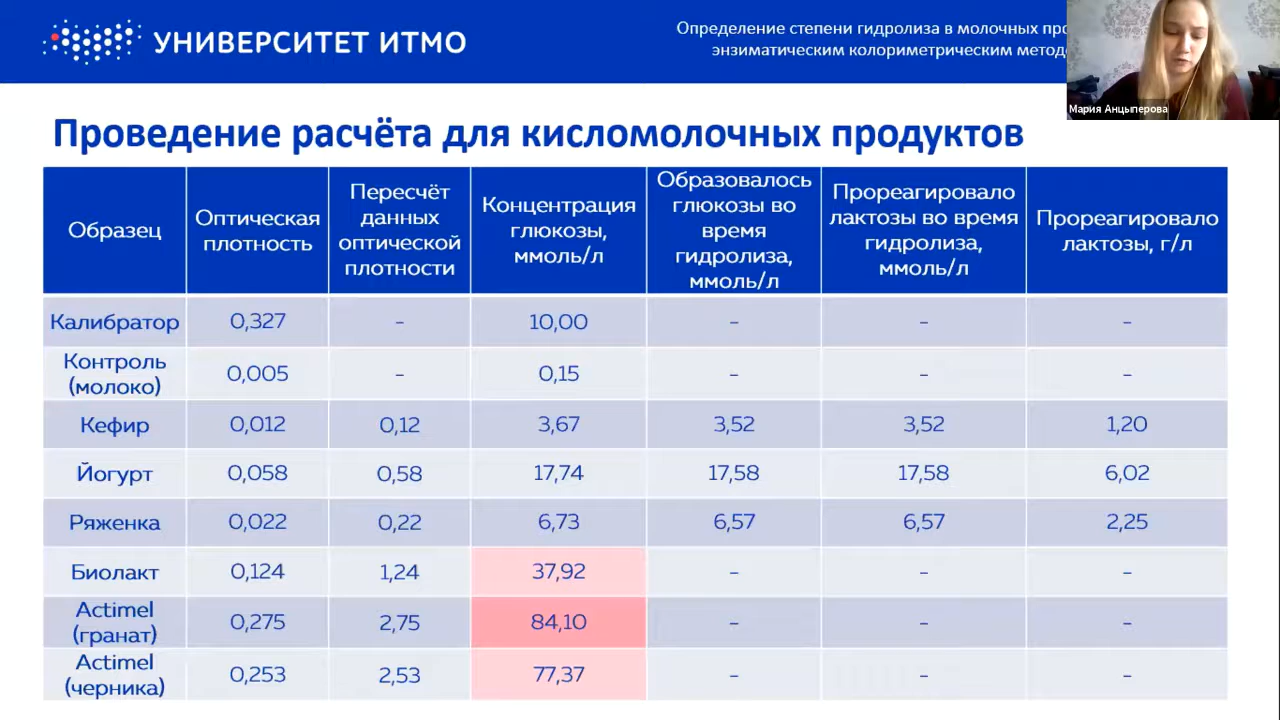 УНИВЕРСИТЕТ ИТМО
Определение степени гидролиза в молочных
энзиматическим колориметрическим
Мария Анцыперова
Проведение расчёта для кисломолочных продуктов
Образец
Оптическая
плотность
Пересчёт
данных
оптической
плотности
Концентрация
глюкозы,
ммоль/л
Образовалось
глюкозы во
время
гидролиза,
ммоль/л
Прореагировало
лактозы во время
гидролиза,
ммоль/л
Прореагировало
лактозы, г/л
Калибратор 0,327 - 10,00 - - -
Контроль
(молоко) 0,005 - 0,15 - - -
Кефир 0,012 0,12 3,67 3,52 3,52 1,20
Йогурт 0,058 0,58 17,74 17,58 17,58 6,02
Ряженка 0,022 0,22 6,73 6,57 6,57 2,25
Биолакт 0,124 1,24 37,92 - - -
Actimel
(гранат) 0,275 2,75 84,10 - - -
Actimel
(черника) 0,253 2,53 77,37 - - -